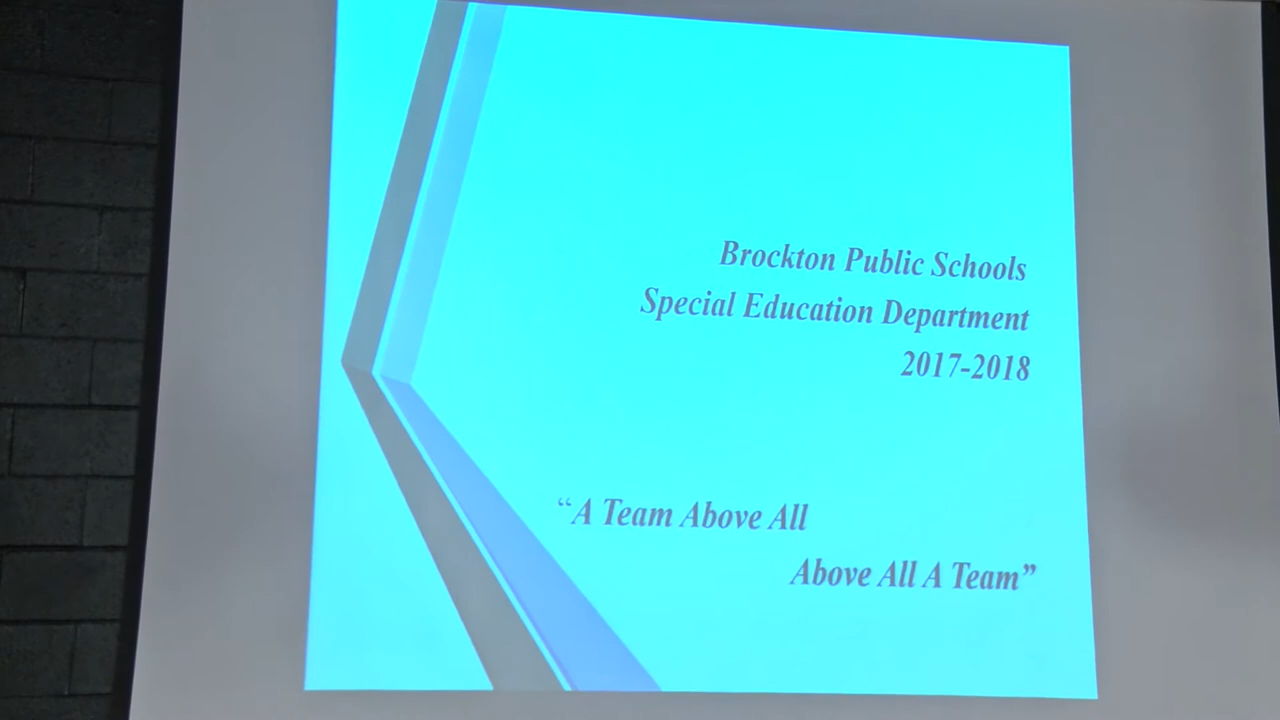 Brockton Public Schools
Special Education Department
2017-2018
“A Team Above All
Above All A Team”